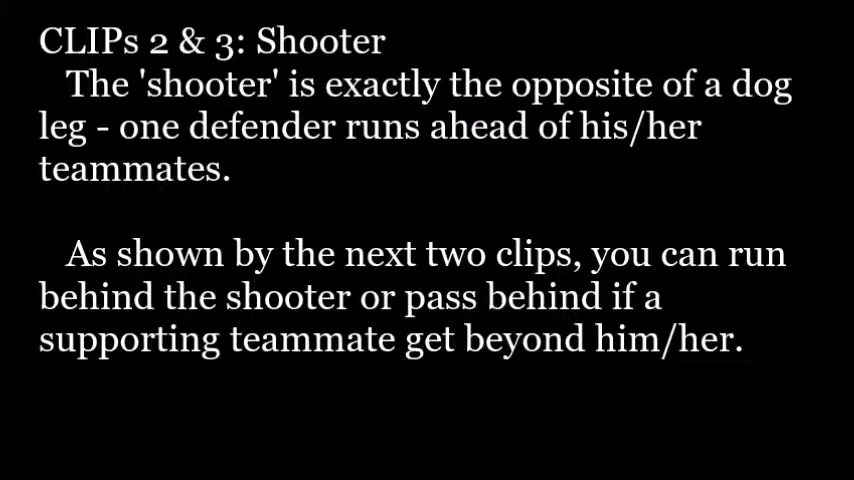 CLIPs 2 & 3: Shooter
The 'shooter' is exactly the opposite of a dog
leg - one defender runs ahead of his/her
teammates.
As shown by the next two clips, you can run
behind the shooter or pass behind if a
supporting teammate get beyond him/her.